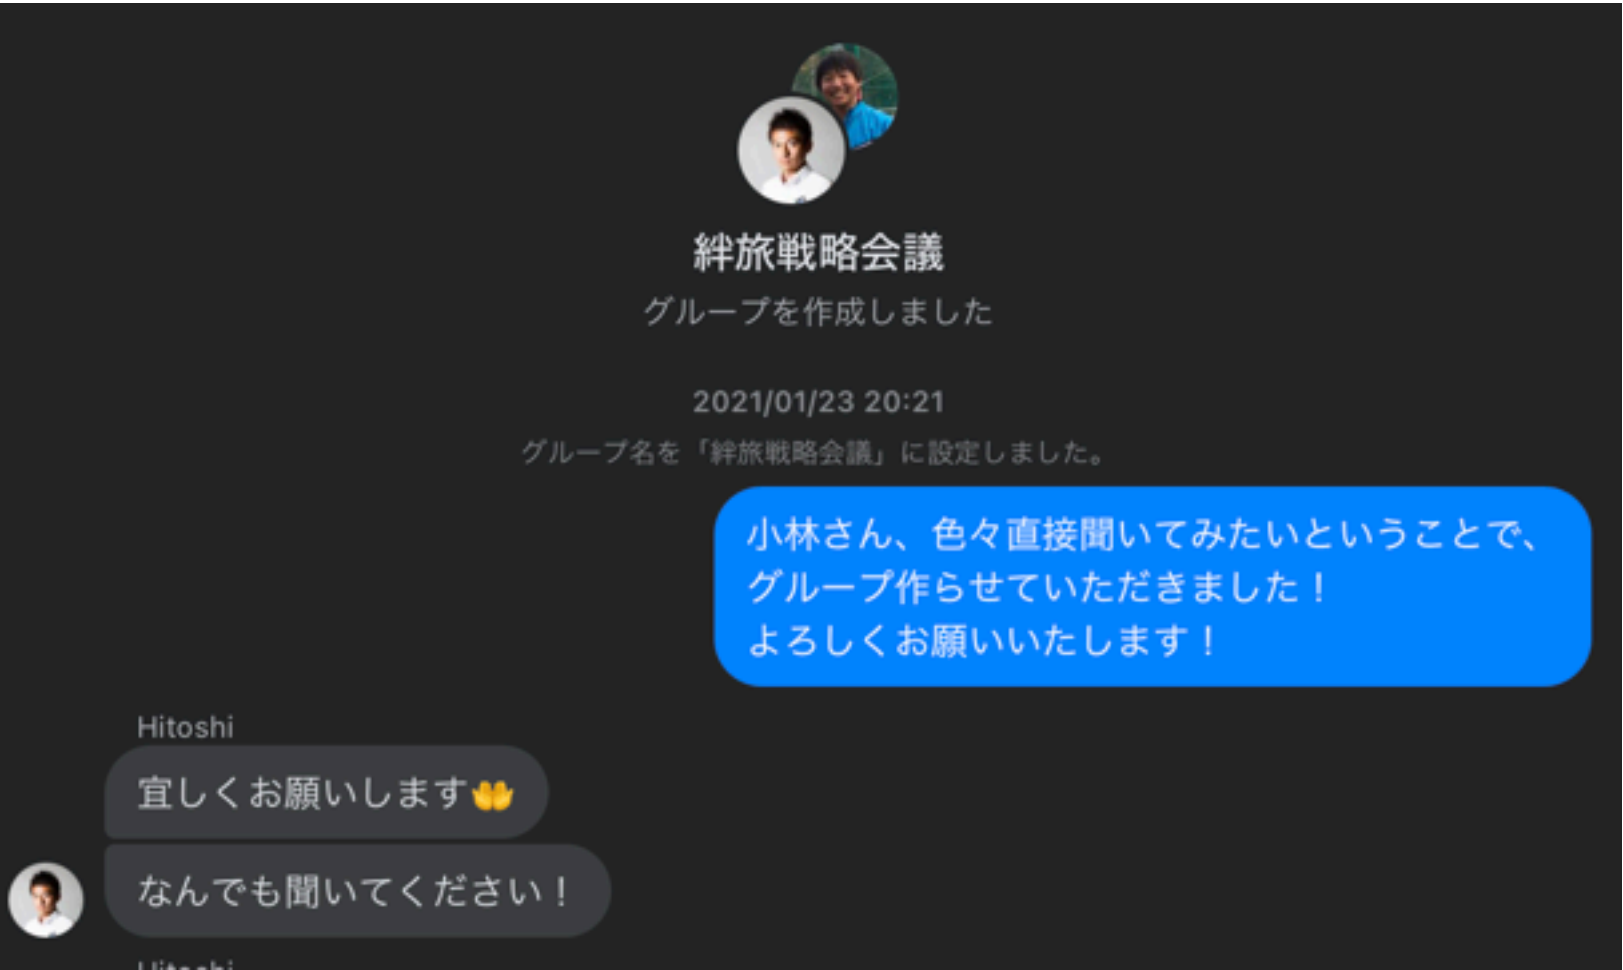 絆旅戦略会議
グループを作成しました
2021/01/23 20:21
グループ名を「絆旅戦略会議」に設定しました。
小林さん、色々直接聞いてみたいということで、
グループ作らせていただきました！
よろしくお願いいたします！
Hitoshi
宜しくお願いします🤲
なんでも聞いてください！
Hitoshi